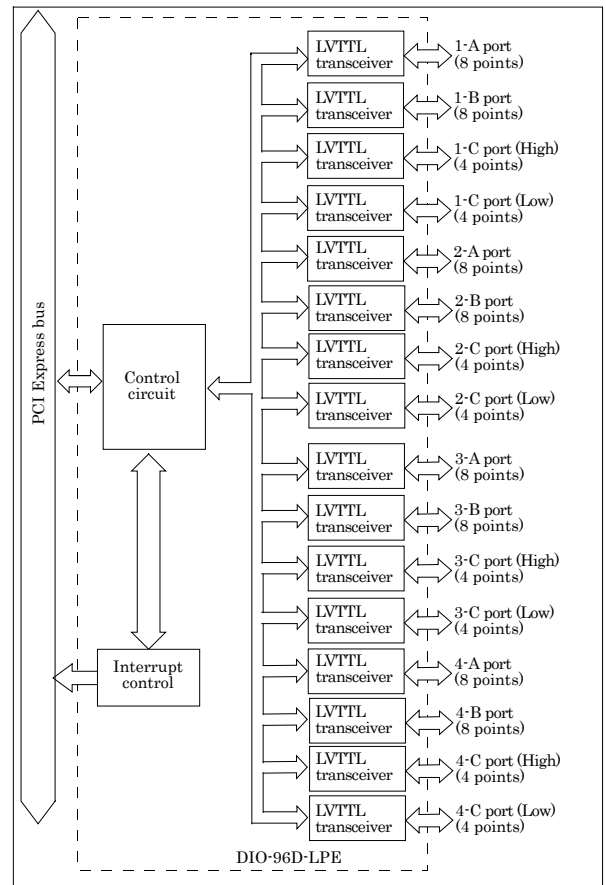 LVTTL
transceiver
1-A port
(8 points)
LVTTL
transceiver
1-B port
(8 points)
LVTTL
transceiver
1-C port (High)
(4 points)
LVTTL
transceiver
1-C port (Low)
(4 points)
LVTTL
transceiver
2-A port
(8 points)
LVTTL
transceiver
2-B port
(8 points)
LVTTL
transceiver
2-C port (High)
(4 points)
LVTTL
transceiver
2-C port (Low)
(4 points)
LVTTL
transceiver
3-A port
(8 points)
LVTTL
transceiver
3-B port
(8 points)
LVTTL
transceiver
3-C port (High)
(4 points)
LVTTL
transceiver
3-C port (Low)
(4 points)
LVTTL
transceiver
4-A port
(8 points)
LVTTL
transceiver
4-B port
(8 points)
LVTTL
transceiver
4-C port (High)
(4 points)
LVTTL
transceiver
4-C port (Low)
(4 points)
PCI Express bus
Control
circuit
Interrupt
control
DIO-96D-LPE